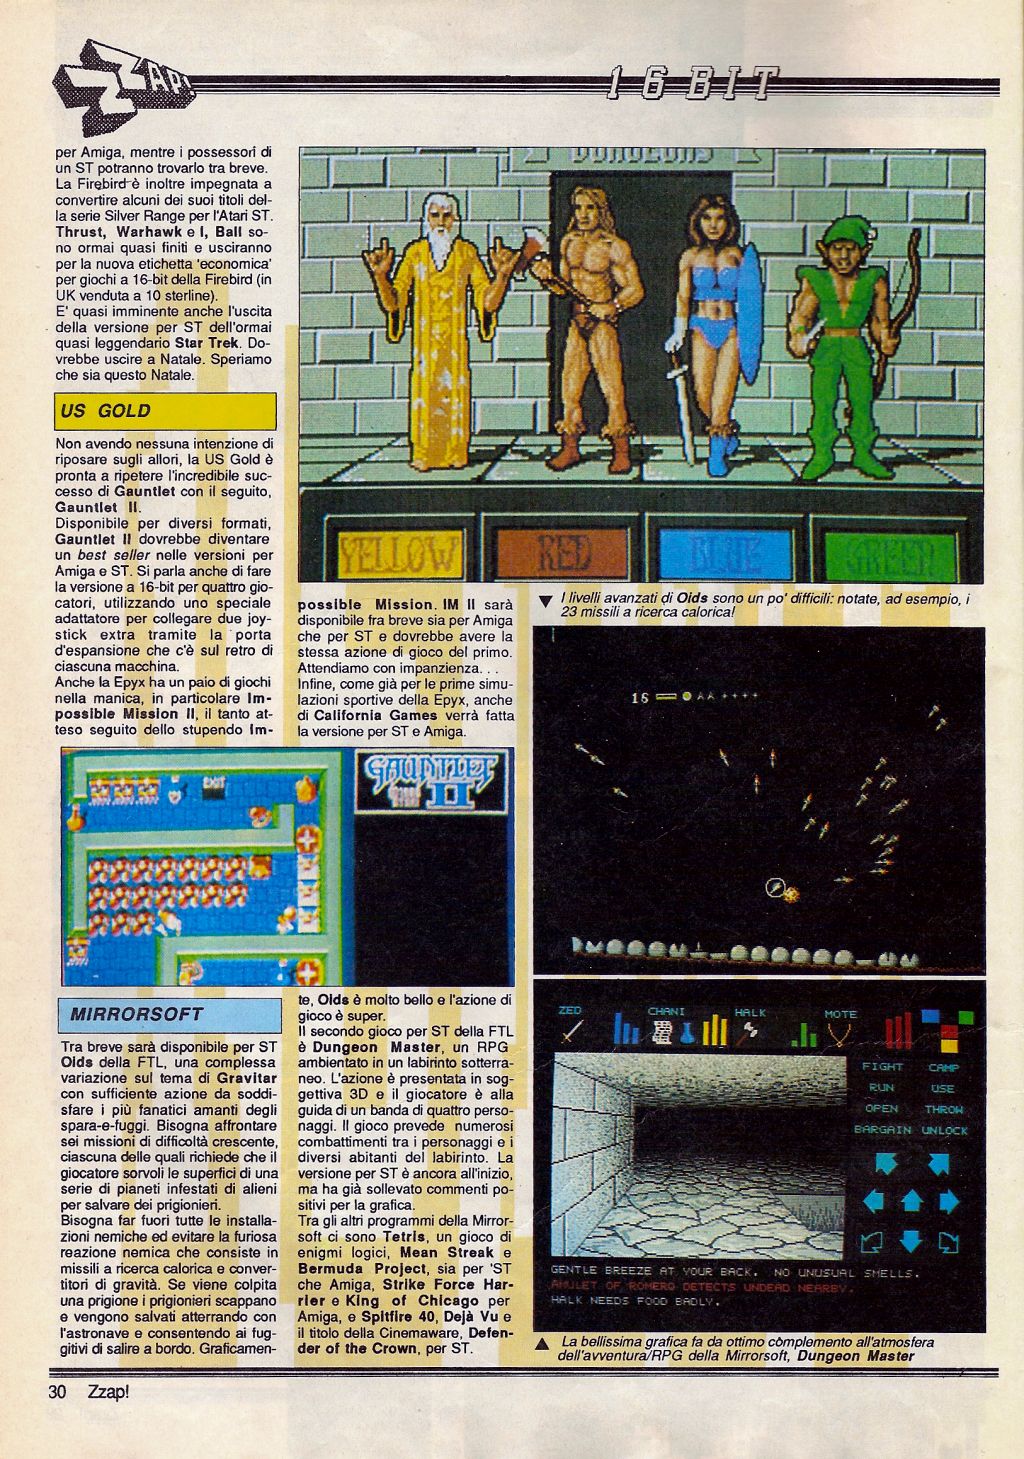 ZZAP!
16 BIT
per Amiga, mentre i possessori di
un ST potranno trovarlo tra breve.
La Firebird è inoltre impegnata a
convertire alcuni dei suoi titoli del-
la serie Silver Range per l'Atari ST.
Thrust, Warhawk e I, Ball so-
no ormai quasi finiti e usciranno
per la nuova etichetta 'economica'
per giochi a 16-bit della Firebird (in
UK venduta a 10 sterline).
E' quasi imminente anche l'uscita
della versione per ST dell'ormai
quasi leggendario Star Trek. Do-
vrebbe uscire a Natale. Speriamo
che sia questo Natale.
US GOLD
Non avendo nessuna intenzione di
riposare sugli allori, la US Gold è
pronta a ripetere l'incredibile suc-
cesso di Gauntlet con il seguito,
Gauntlet II.
Disponibile per diversi formati,
Gauntlet II dovrebbe diventare
un best seller nelle versioni per
Amiga e ST. Si parla anche di fare
la versione a 16-bit per quattro gio-
catori, utilizzando uno speciale
adattatore per collegare due joy-
stick extra tramite la porta
d'espansione che c'è sul retro di
ciascuna macchina.
Anche la Epyx ha un paio di giochi
nella manica, in particolare Im-
possible Mission II, il tanto at-
teso seguito dello stupendo Im-
possible Mission. IM II sarà
disponibile fra breve sia per Amiga
che per ST e dovrebbe avere la
stessa azione di gioco del primo.
Attendiamo con impanzienza. . .
Infine, come già per le prime simu-
lazioni sportive della Epyx, anche
di California Games verrà fatta
la versione per ST e Amiga.
DUNGEONS
YELLOW
RED
BLUE
GREEN
▼ I livelli avanzati di Oids sono un po' difficili: notate, ad esempio, i
23 missili a ricerca calorica!
16
EXIT
GAUNTLET
II
MIRRORSOFT
Tra breve sarà disponibile per ST
Oids della FTL, una complessa
variazione sul tema di Gravitar
con sufficiente azione da soddi-
sfare i più fanatici amanti degli
spara-e-fuggi. Bisogna affrontare
sei missioni di difficoltà crescente,
ciascuna delle quali richiede che il
giocatore sorvoli le superfici di una
serie di pianeti infestati di alieni
per salvare dei prigionieri.
Bisogna far fuori tutte le installa-
zioni nemiche ed evitare la furiosa
reazione nemica che consiste in
missili a ricerca calorica e conver-
titori di gravità. Se viene colpita
una prigione i prigionieri scappano
e vengono salvati atterrando con
l'astronave e consentendo ai fug-
gitivi di salire a bordo. Graficamen-
te, Oids è molto bello e l'azione di
gioco è super.
Il secondo gioco per ST della FTL
è Dungeon Master, un RPG
ambientato in un labirinto sotterra-
neo. L'azione è presentata in sog-
gettiva 3D e il giocatore è alla
guida di un banda di quattro perso-
naggi. Il gioco prevede numerosi
combattimenti tra i personaggi e i
diversi abitanti del labirinto. La
versione per ST è ancora all'inizio,
ma ha già sollevato commenti po-
sitivi per la grafica.
Tra gli altri programmi della Mirror-
soft ci sono Tetris, un gioco di
enigmi logici, Mean Streak e
Bermuda Project, sia per 'ST
che Amiga, Strike Force Har-
rier e King of Chicago per
Amiga, e Spitfire 40, Dejà Vu e
il titolo della Cinemaware, Defen-
der of the Crown, per ST.
ZED
CHANI
HALK
MOTE
FIGHT CAMP
RUN USE
OPEN THROW
BARGAIN UNLOCK
GENTLE BREEZE AT YOUR BACK. NO UNUSUAL SMELLS.
AMULET OF ROMERO DETECTS UNDEAD NEARBY.
HALK NEEDS FOOD BADLY.
▲ La bellissima grafica fa da ottimo complemento all'atmosfera
dell'avventura/RPG della Mirrorsoft, Dungeon Master
30 Zzap!